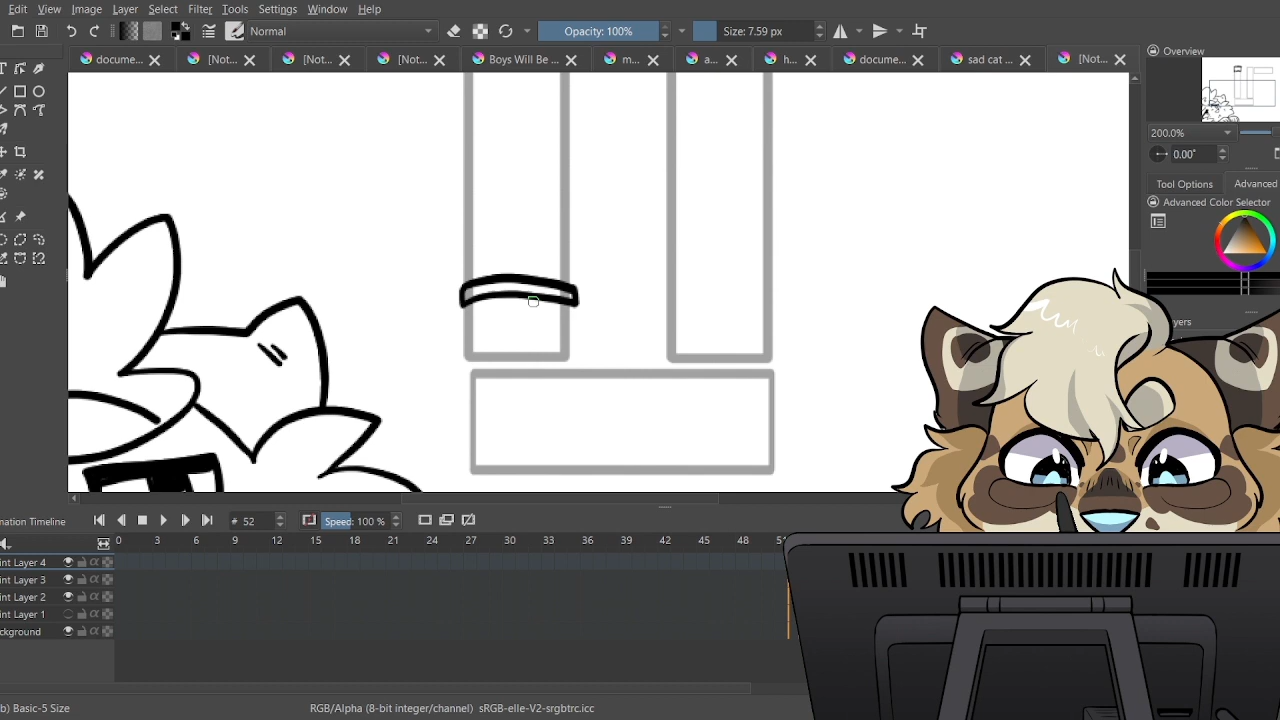 Edit View Image Layer Select Filter Tools Settings Window Help
Normal Opacity: 100% Size: 7.59 px
docume... [Not... [Not... [Not... Boys Will Be ... m... a... h... docume... sad cat ... [Not...
Overview
200.0%
0.00°
Tool Options Advanced
Advanced Color Selector
yers
mation Timeline # 52 Speed: 100 %
0 3 6 9 12 15 18 21 24 27 30 33 36 39 42 45 48 51
int Layer 4
int Layer 3
int Layer 2
int Layer 1
ckground
b) Basic-5 Size RGB/Alpha (8-bit integer/channel) sRGB-elle-V2-srgbtrc.icc